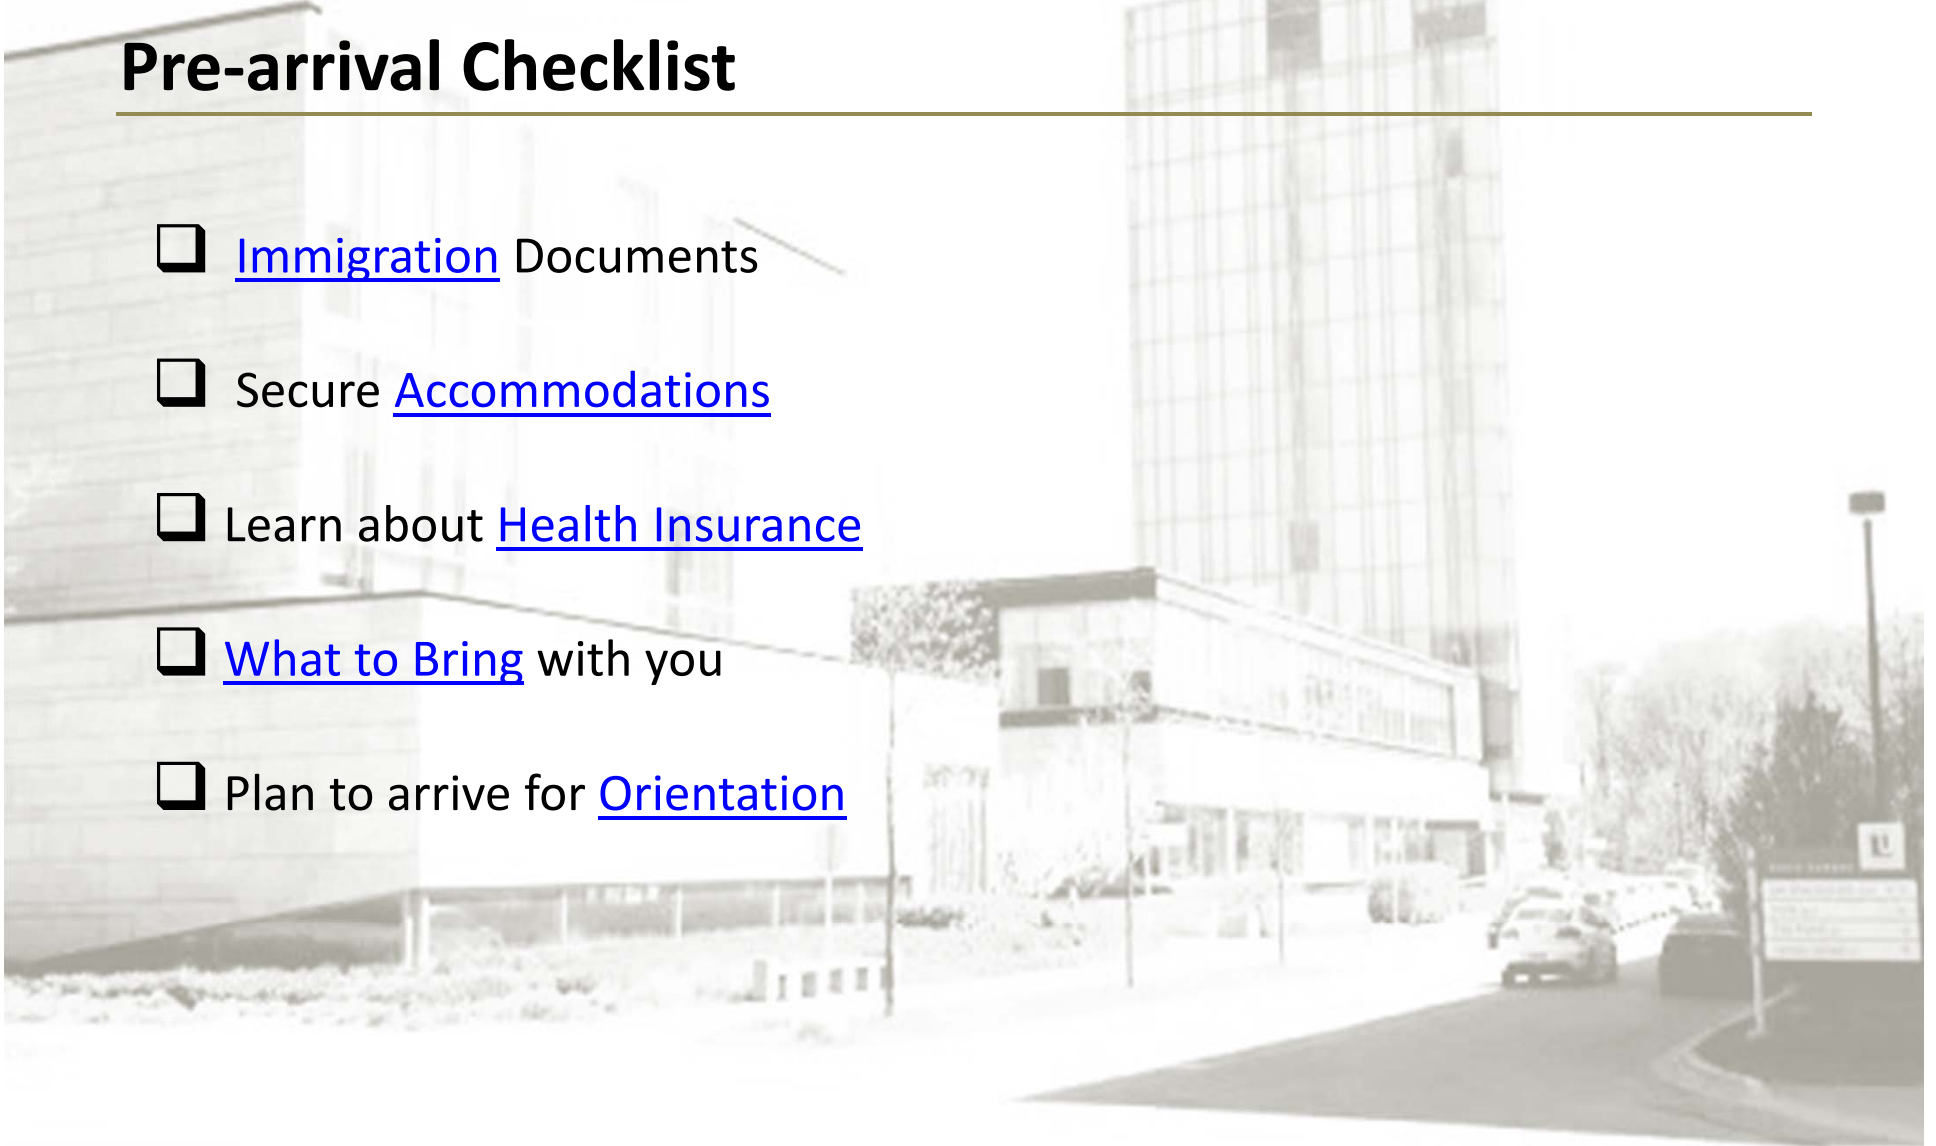 Pre-arrival Checklist
Immigration Documents
Secure Accommodations
Learn about Health Insurance
What to Bring with you
Plan to arrive for Orientation